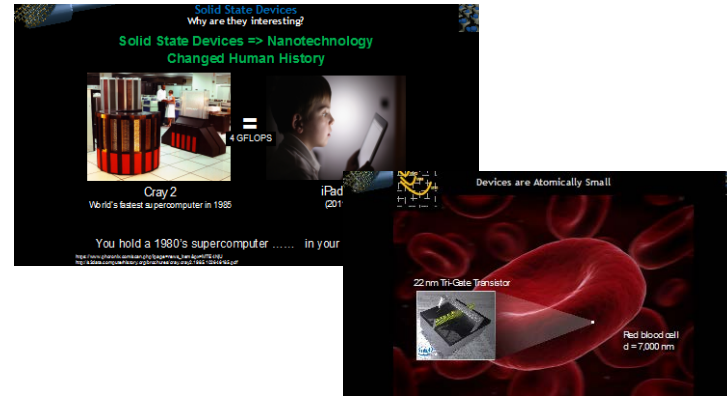 Solid State Devices
Why are they interesting?
Solid State Devices => Nanotechnology
Changed Human History
=
4 GFLOPS
Cray 2
World's fastest supercomputer in 1985
iPad
(201
You hold a 1980's supercomputer ...... in your
Devices are Atomically Small
22 nm Tri-Gate Transistor
Red blood cell
d = 7,000 nm